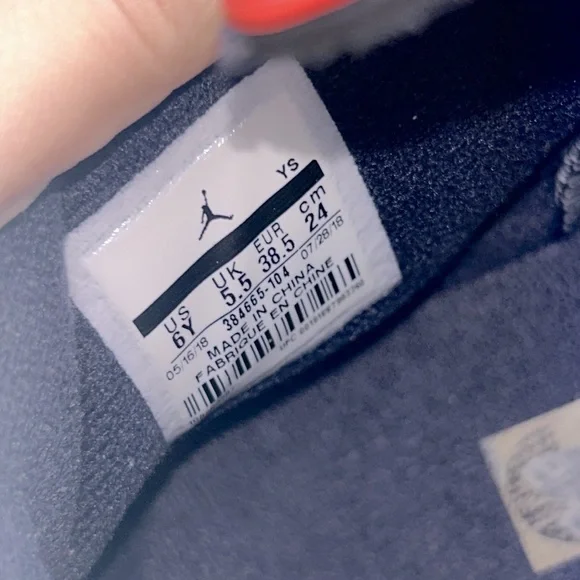 YS
US UK EUR cm
6Y 5.5 38.5 24
05/16/18 384665-104 07/28/18
MADE IN CHINA
FABRIQUÉ EN CHINE